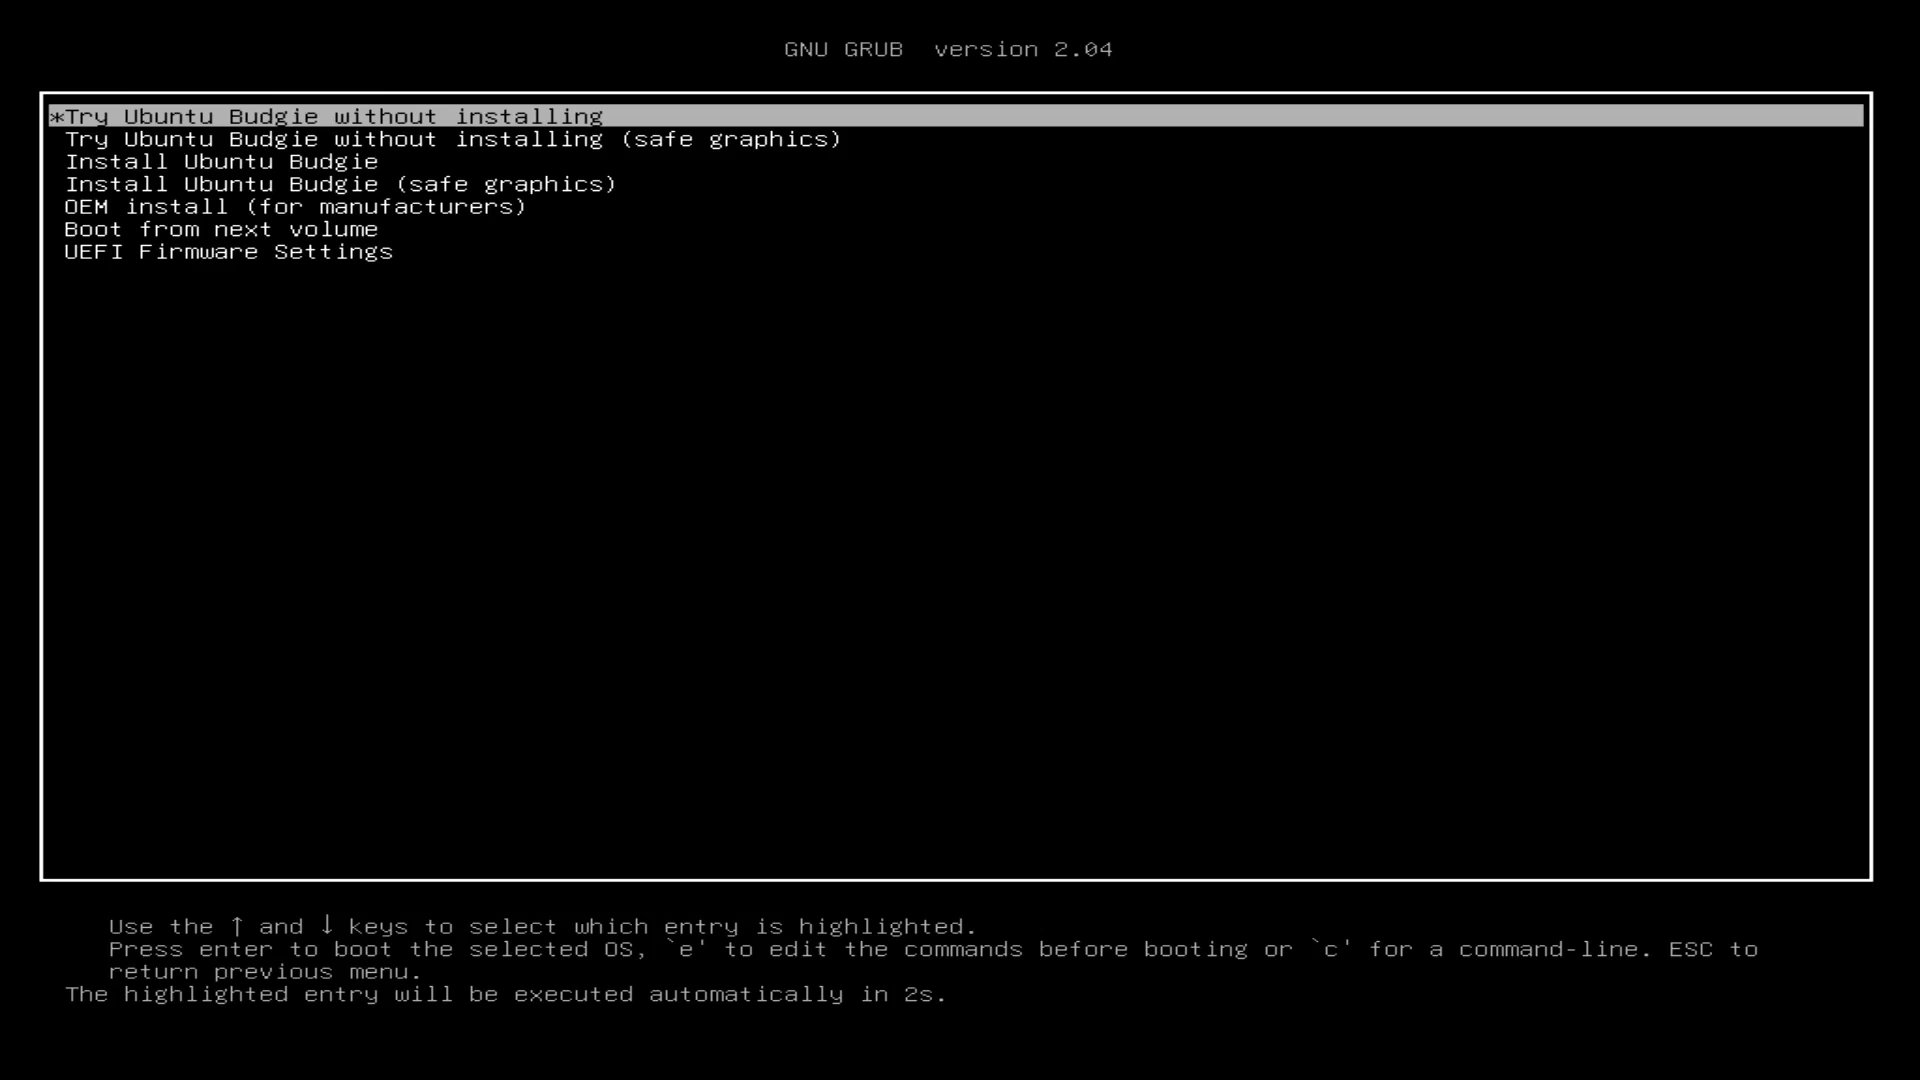 GNU GRUB  version 2.04
*Try Ubuntu Budgie without installing
Try Ubuntu Budgie without installing (safe graphics)
Install Ubuntu Budgie
Install Ubuntu Budgie (safe graphics)
OEM install (for manufacturers)
Boot from next volume
UEFI Firmware Settings
Use the ↑ and ↓ keys to select which entry is highlighted.
Press enter to boot the selected OS, `e' to edit the commands before booting or `c' for a command-line. ESC to
return previous menu.
The highlighted entry will be executed automatically in 2s.